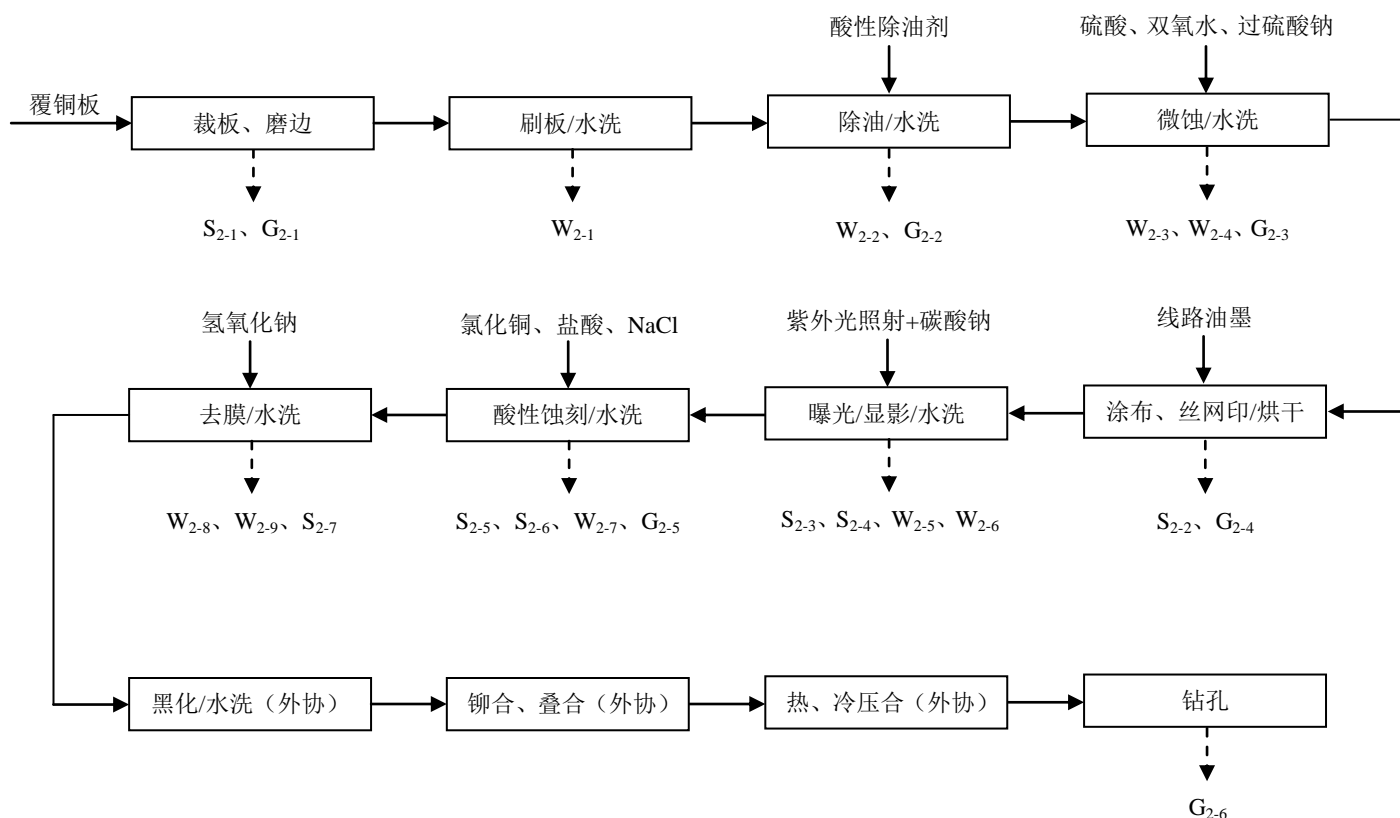 酸性除油剂
硫酸、双氧水、过硫酸钠
覆铜板
裁板、磨边
刷板/水洗
除油/水洗
微蚀/水洗
S2-1、G2-1
W2-1
W2-2、G2-2
W2-3、W2-4、G2-3
氢氧化钠
氯化铜、盐酸、NaCl
紫外光照射+碳酸钠
线路油墨
去膜/水洗
酸性蚀刻/水洗
曝光/显影/水洗
涂布、丝网印/烘干
W2-8、W2-9、S2-7
S2-5、S2-6、W2-7、G2-5
S2-3、S2-4、W2-5、W2-6
S2-2、G2-4
黑化/水洗（外协）
铆合、叠合（外协）
热、冷压合（外协）
钻孔
G2-6